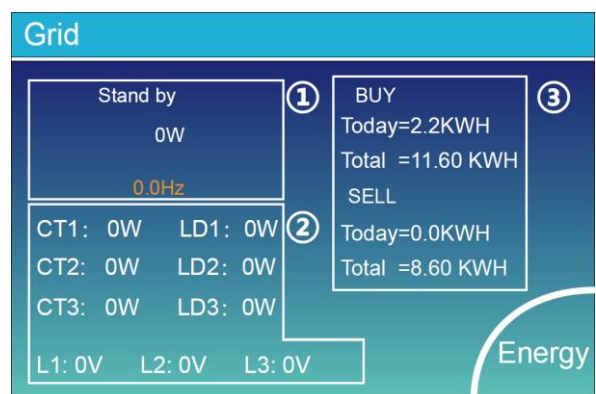 Grid
Stand by
①
0W
0.0Hz
CT1: 0W LD1: 0W
②
CT2: 0W LD2: 0W
CT3: 0W LD3: 0W
L1: 0V L2: 0V L3: 0V
BUY
③
Today=2.2KWH
Total =11.60 KWH
SELL
Today=0.0KWH
Total =8.60 KWH
Energy